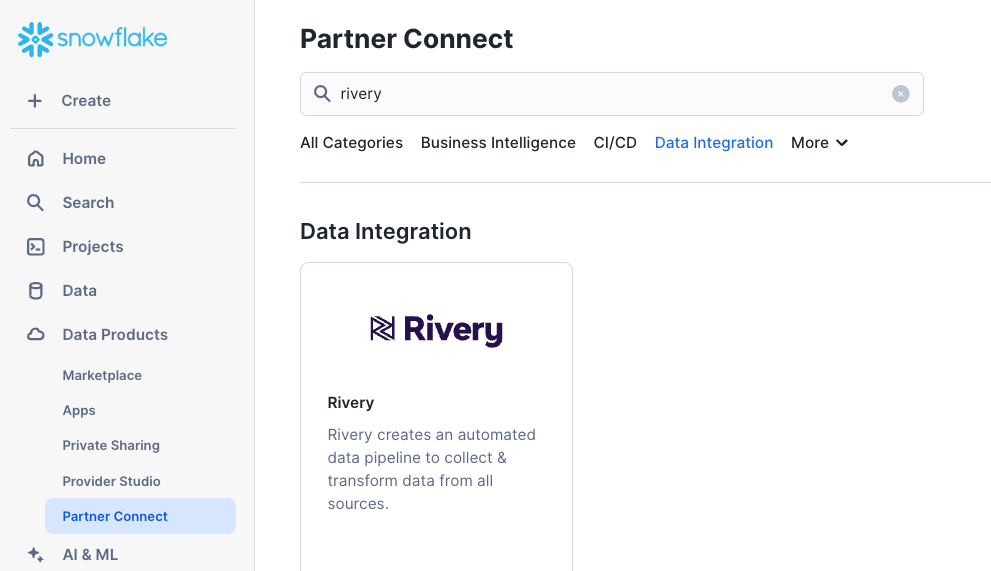 snowflake
Create
Home
Search
Projects
Data
Data Products
Marketplace
Apps
Private Sharing
Provider Studio
Partner Connect
AI & ML
Partner Connect
rivery
All Categories Business Intelligence CI/CD Data Integration More
Data Integration
Rivery
Rivery
Rivery creates an automated
data pipeline to collect &
transform data from all
sources.